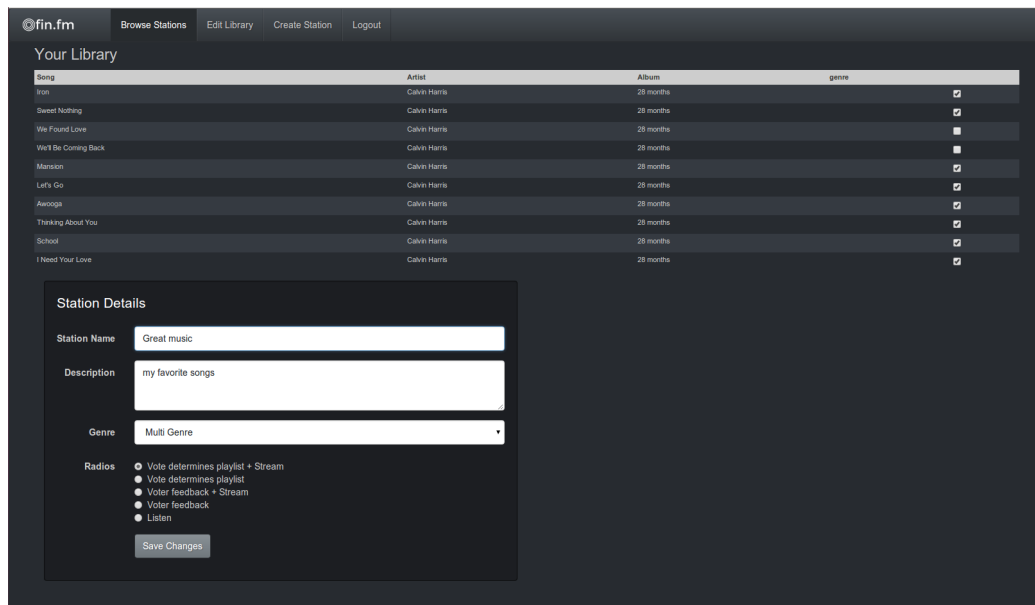 fin.fm Browse Stations Edit Library Create Station Logout
Your Library
Song Artist Album genre
Iron Calvin Harris 28 months
Sweet Nothing Calvin Harris 28 months
We Found Love Calvin Harris 28 months
We'll Be Coming Back Calvin Harris 28 months
Mansion Calvin Harris 28 months
Let's Go Calvin Harris 28 months
Awooga Calvin Harris 28 months
Thinking About You Calvin Harris 28 months
School Calvin Harris 28 months
I Need Your Love Calvin Harris 28 months
Station Details
Station Name Great music
Description my favorite songs
Genre Multi Genre
Radios Vote determines playlist + Stream
Vote determines playlist
Voter feedback + Stream
Voter feedback
Listen
Save Changes